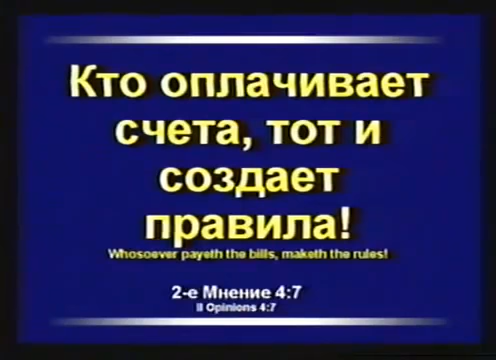 Кто оплачивает
счета, тот и
создает
правила!
Whosoever payeth the bills, maketh the rules!
2-е Мнение 4:7
II Opinions 4:7